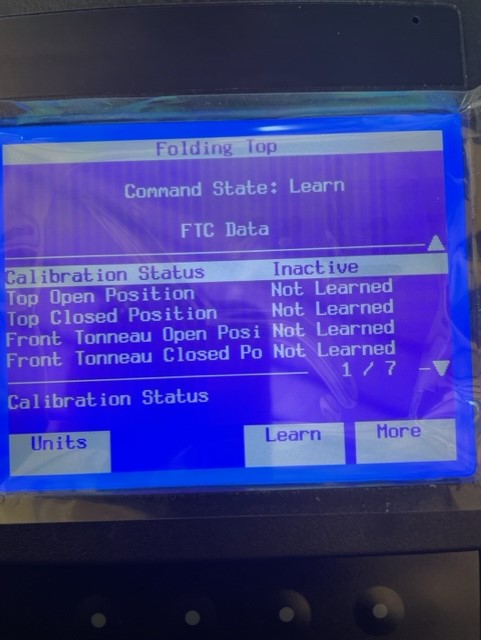 Folding Top
Command State: Learn
FTC Data
Calibration Status Inactive
Top Open Position Not Learned
Top Closed Position Not Learned
Front Tonneau Open Posi Not Learned
Front Tonneau Closed Po Not Learned
1 / 7
Calibration Status
Units Learn More